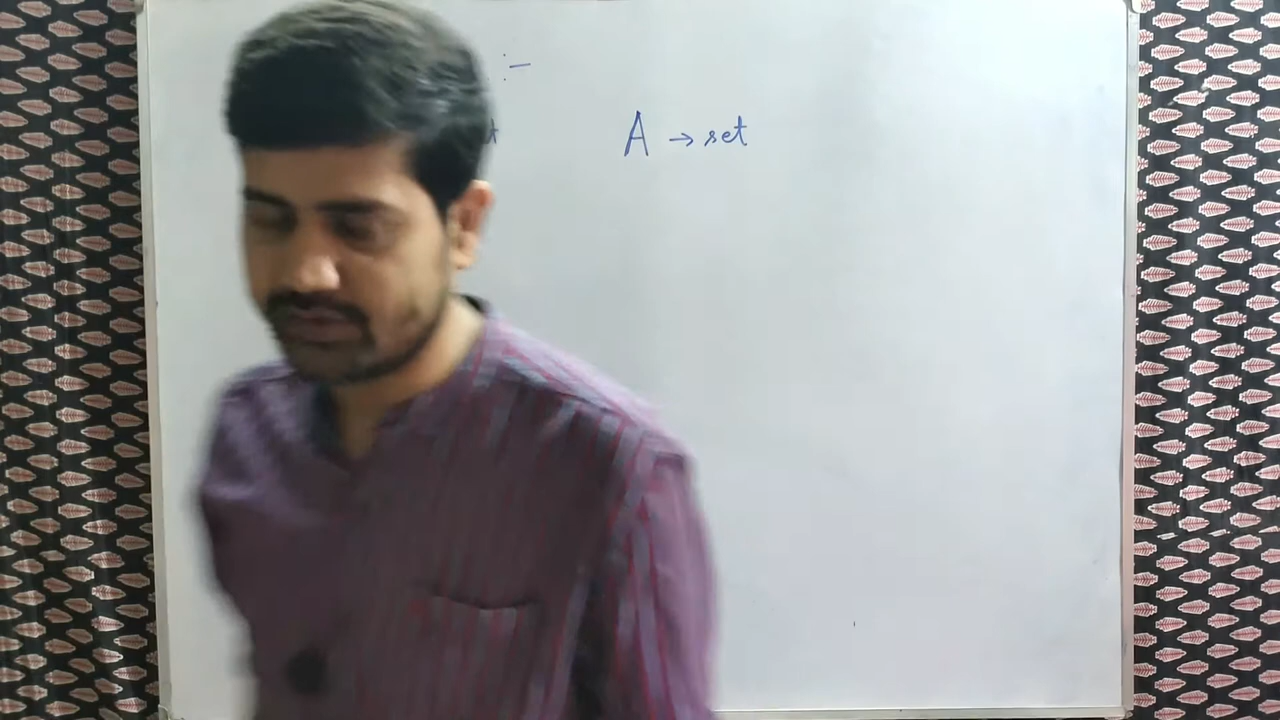 :-
A → set